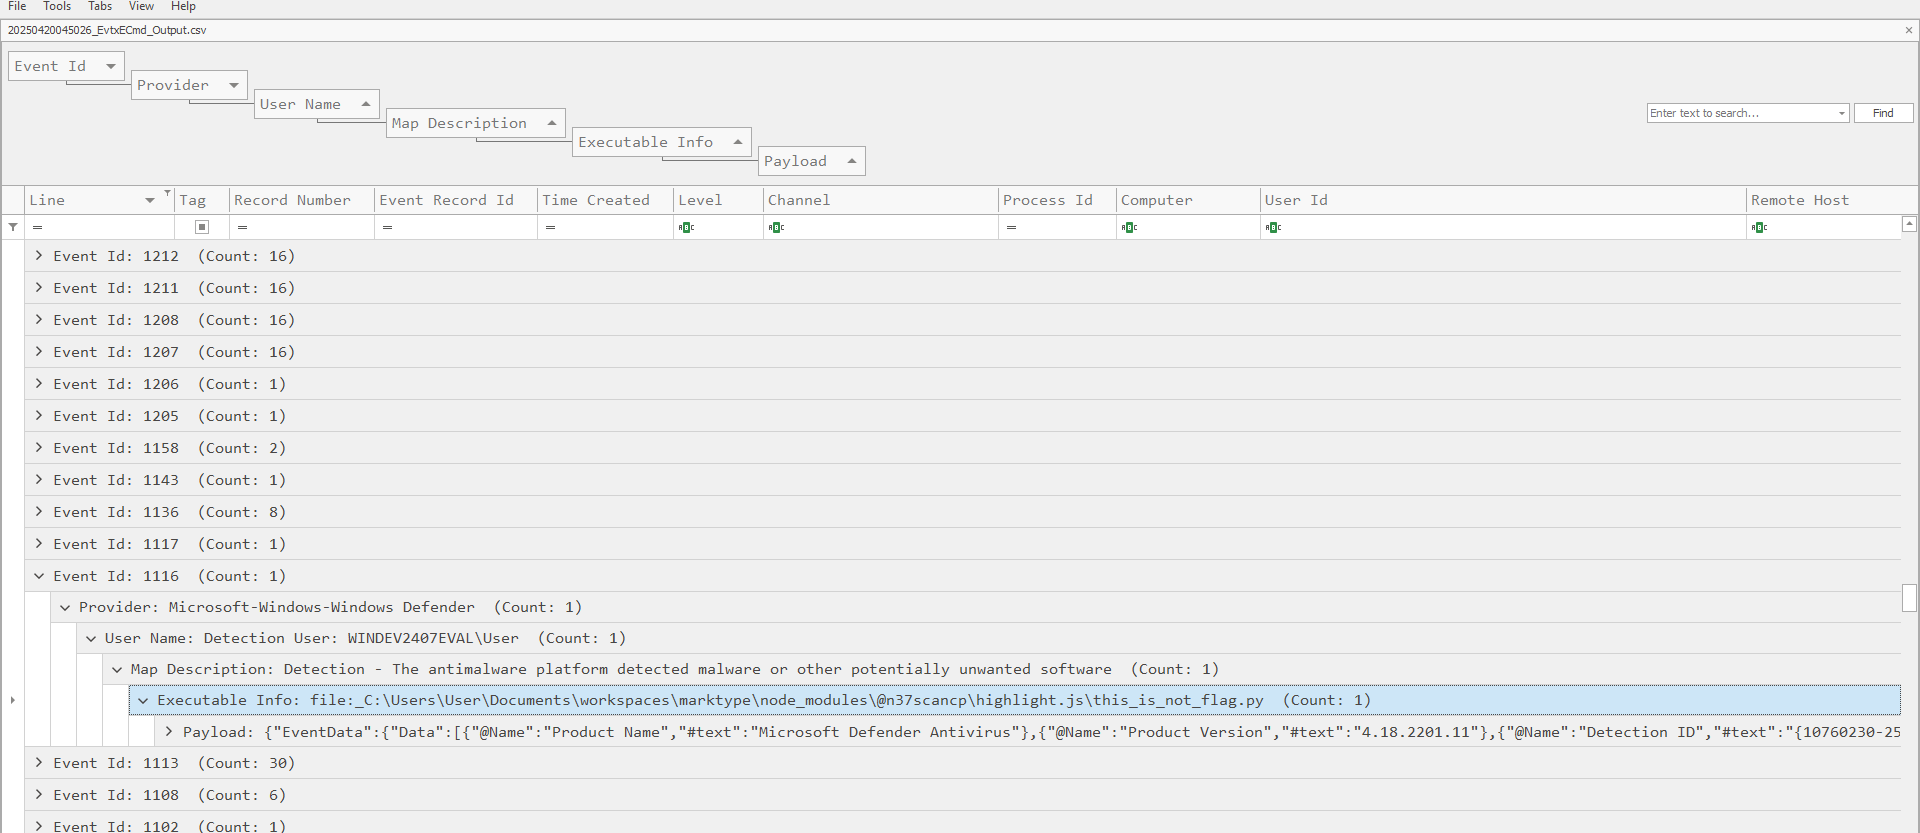 File Tools Tabs View Help
20250420045026_EvtxECmd_Output.csv
Event Id
Provider
User Name
Map Description
Executable Info
Payload
Enter text to search... Find
Line Tag Record Number Event Record Id Time Created Level Channel Process Id Computer User Id Remote Host
= = = = ABC ABC = ABC ABC ABC
Event Id: 1212 (Count: 16)
Event Id: 1211 (Count: 16)
Event Id: 1208 (Count: 16)
Event Id: 1207 (Count: 16)
Event Id: 1206 (Count: 1)
Event Id: 1205 (Count: 1)
Event Id: 1158 (Count: 2)
Event Id: 1143 (Count: 1)
Event Id: 1136 (Count: 8)
Event Id: 1117 (Count: 1)
Event Id: 1116 (Count: 1)
Provider: Microsoft-Windows-Windows Defender (Count: 1)
User Name: Detection User: WINDEV2407EVAL\User (Count: 1)
Map Description: Detection - The antimalware platform detected malware or other potentially unwanted software (Count: 1)
Executable Info: file:_C:\Users\User\Documents\workspaces\marktype\node_modules\@n37scancp\highlight.js\this_is_not_flag.py (Count: 1)
Payload: {"EventData":{"Data":[{"@Name":"Product Name","#text":"Microsoft Defender Antivirus"},{"@Name":"Product Version","#text":"4.18.2201.11"},{"@Name":"Detection ID","#text":"{10760230-25
Event Id: 1113 (Count: 30)
Event Id: 1108 (Count: 6)
Event Id: 1102 (Count: 1)